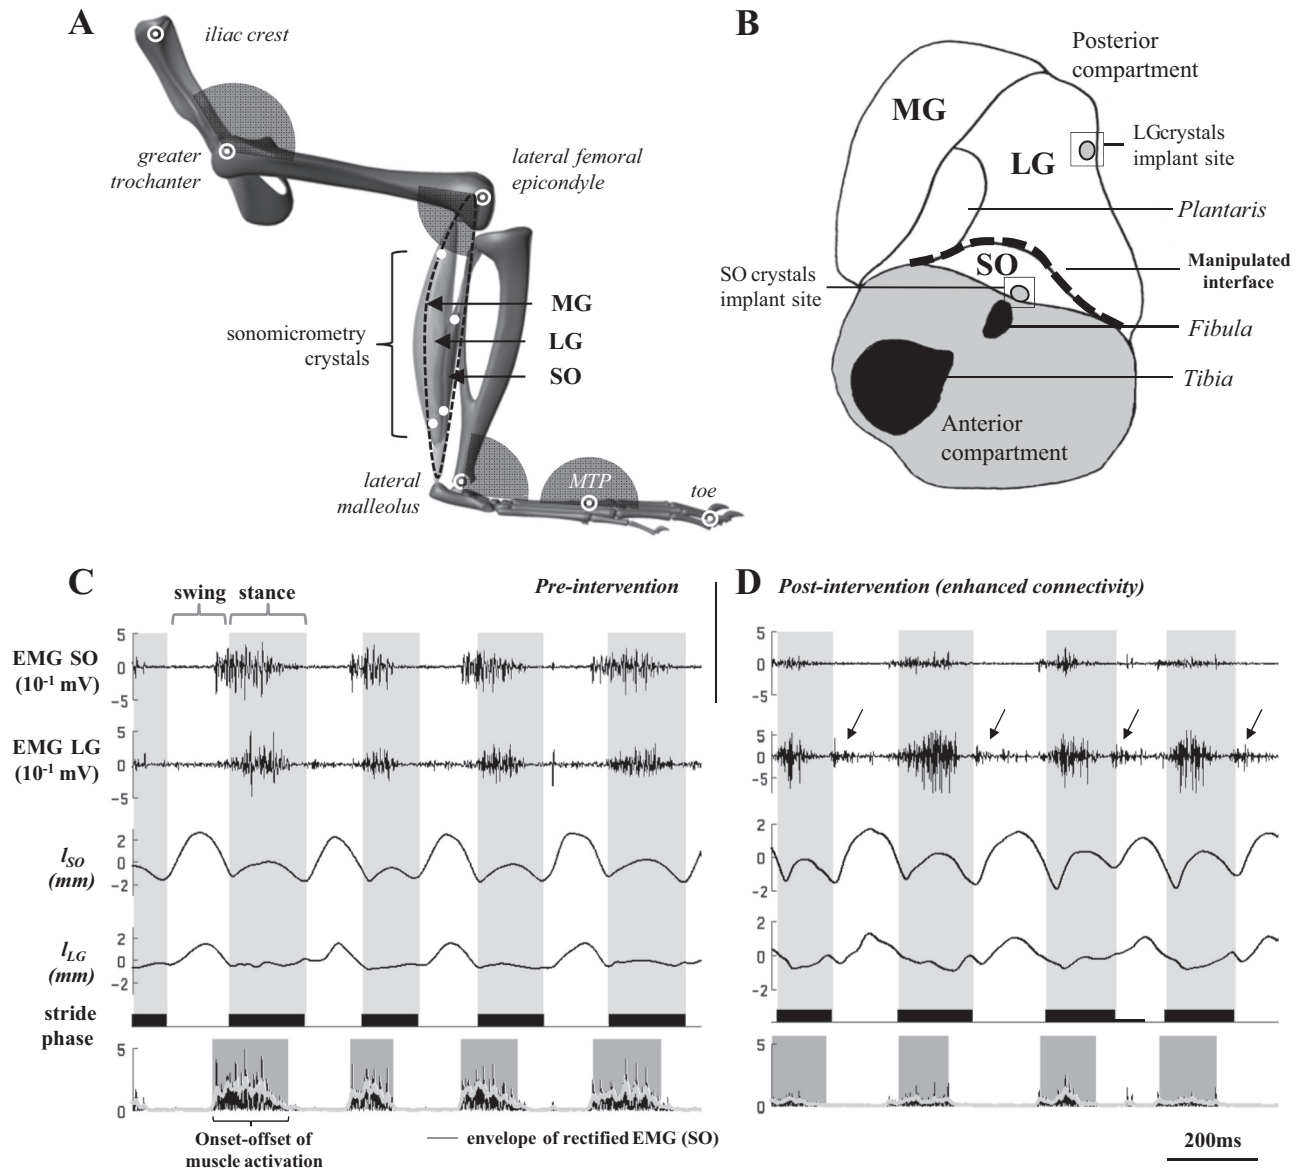 A
iliac crest
greater
trochanter
lateral femoral
epicondyle
sonomicrometry
crystals
MG
LG
SO
lateral
malleolus
MTP
toe
B
Posterior
compartment
MG
LG
LGcrystals
implant site
Plantaris
SO
SO crystals
implant site
Manipulated
interface
Fibula
Tibia
Anterior
compartment
C
swing stance
Pre-intervention
EMG SO
(10-1 mV)
5
0
-5
EMG LG
(10-1 mV)
5
0
-5
lSO
(mm)
2
0
-2
lLG
(mm)
2
0
-2
stride
phase
5
0
Onset-offset of
muscle activation
envelope of rectified EMG (SO)
D
Post-intervention (enhanced connectivity)
5
0
-5
5
0
-5
2
0
-2
2
0
-2
5
0
200ms